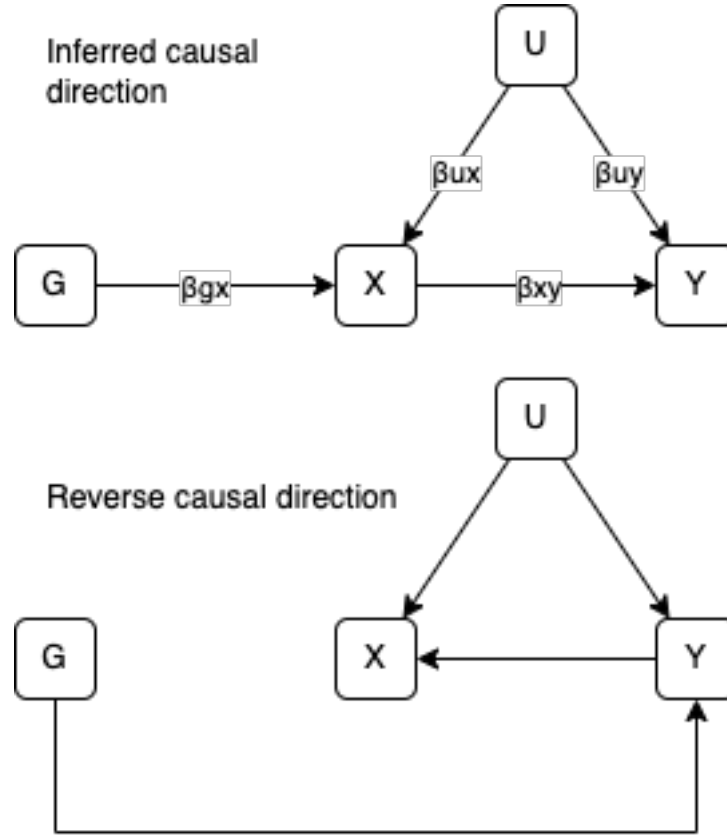 Inferred causal
direction
U
βux
βuy
G
βgx
X
βxy
Y
U
Reverse causal direction
G
X
Y